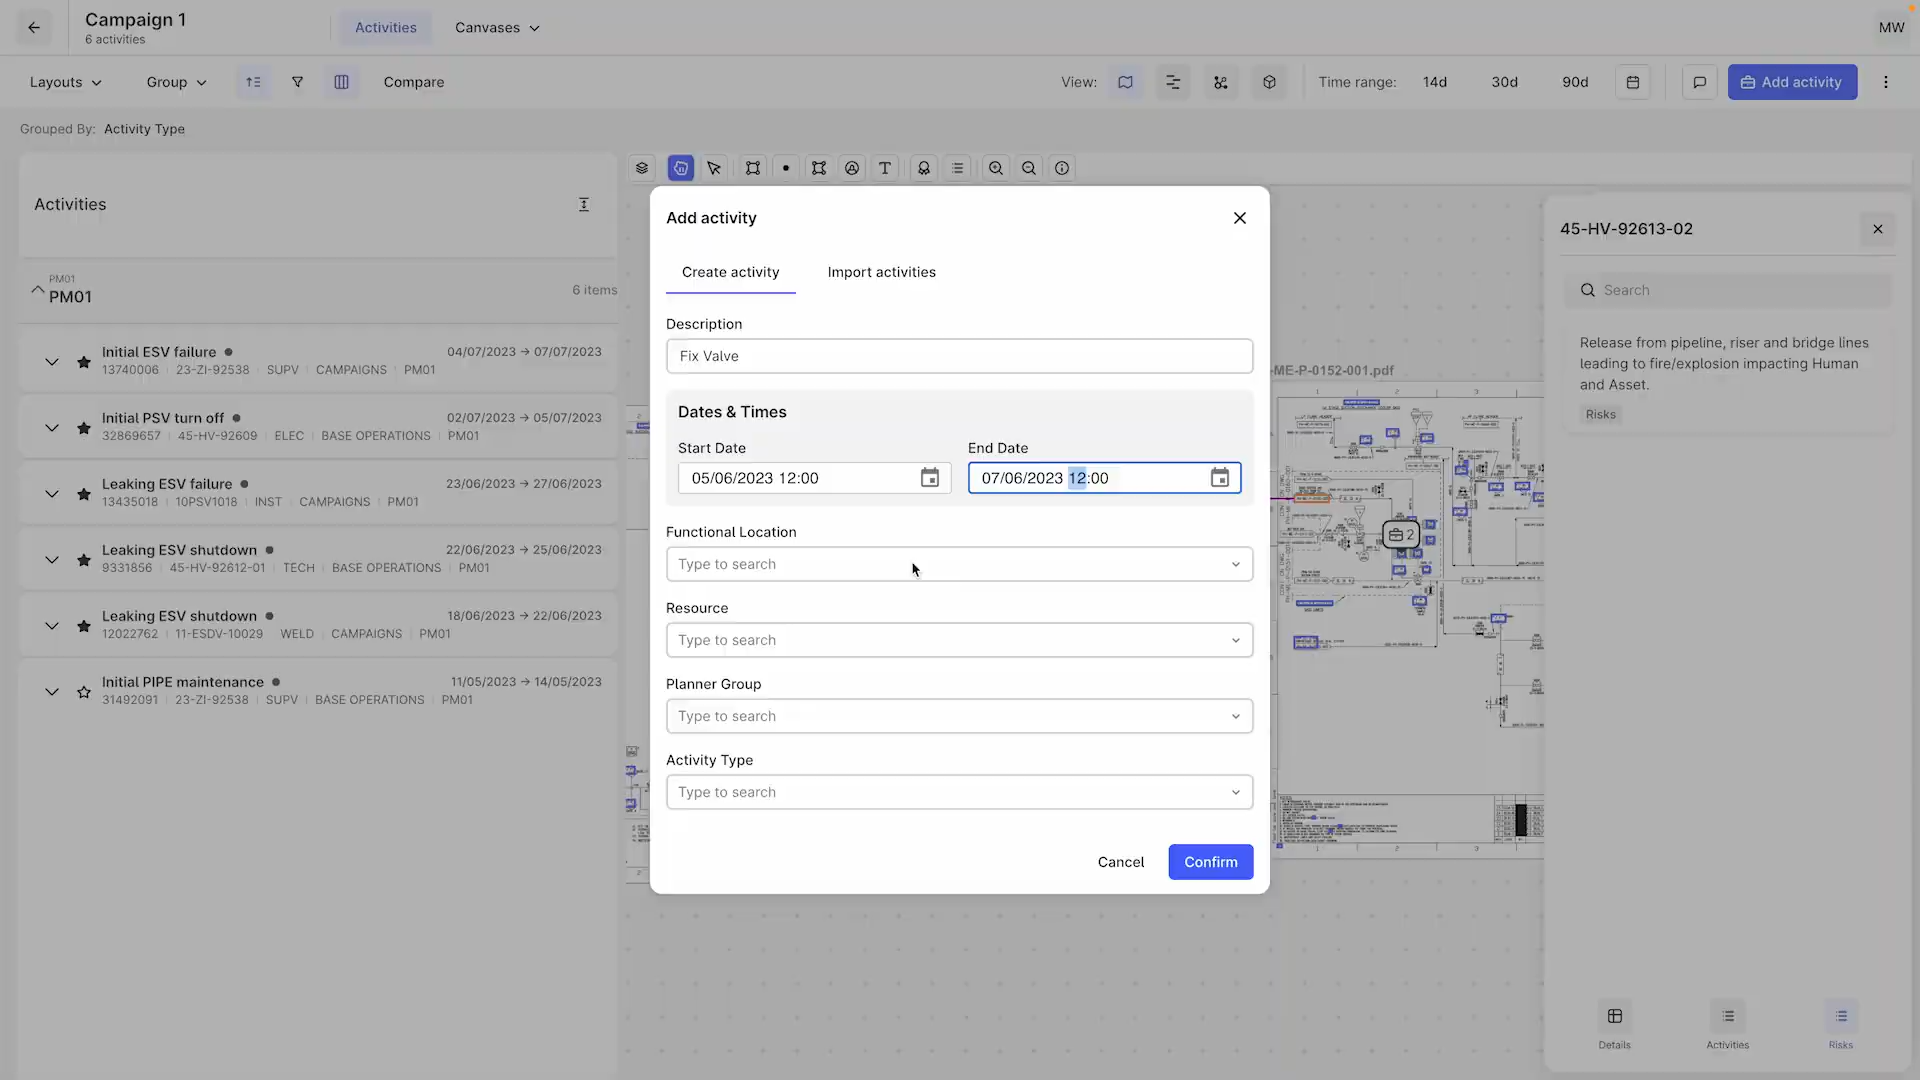 Campaign 1
6 activities
Activities
Canvases
MW
Layouts
Group
Compare
View:
Time range:
14d
30d
90d
Add activity
Grouped By: Activity Type
Activities
PM01
PM01
6 items
Initial ESV failure
04/07/2023 → 07/07/2023
13740006 23-ZI-92538 SUPV CAMPAIGNS PM01
Initial PSV turn off
02/07/2023 → 05/07/2023
32869657 45-HV-92609 ELEC BASE OPERATIONS PM01
Leaking ESV failure
23/06/2023 → 27/06/2023
13435018 10PSV1018 INST CAMPAIGNS PM01
Leaking ESV shutdown
22/06/2023 → 25/06/2023
9331856 45-HV-92612-01 TECH BASE OPERATIONS PM01
Leaking ESV shutdown
18/06/2023 → 22/06/2023
12022762 11-ESDV-10029 WELD CAMPAIGNS PM01
Initial PIPE maintenance
11/05/2023 → 14/05/2023
31492091 23-ZI-92538 SUPV BASE OPERATIONS PM01
Add activity
Create activity
Import activities
Description
Fix Valve
Dates & Times
Start Date
End Date
05/06/2023 12:00
07/06/2023 12:00
Functional Location
Type to search
Resource
Type to search
Planner Group
Type to search
Activity Type
Type to search
Cancel
Confirm
-ME-P-0152-001.pdf
2
45-HV-92613-02
Search
Release from pipeline, riser and bridge lines
leading to fire/explosion impacting Human
and Asset.
Risks
Details
Activities
Risks